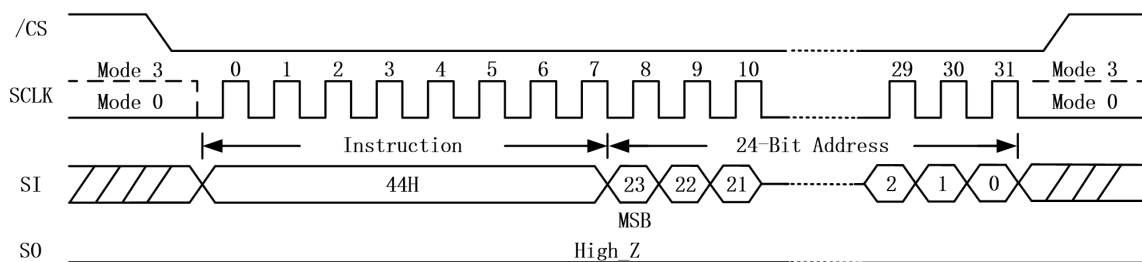 /CS
Mode 3 0 1 2 3 4 5 6 7 8 9 10 29 30 31 Mode 3
SCLK
Mode 0 Mode 0
Instruction 24-Bit Address
SI 44H 23 22 21 2 1 0
MSB
SO High_Z